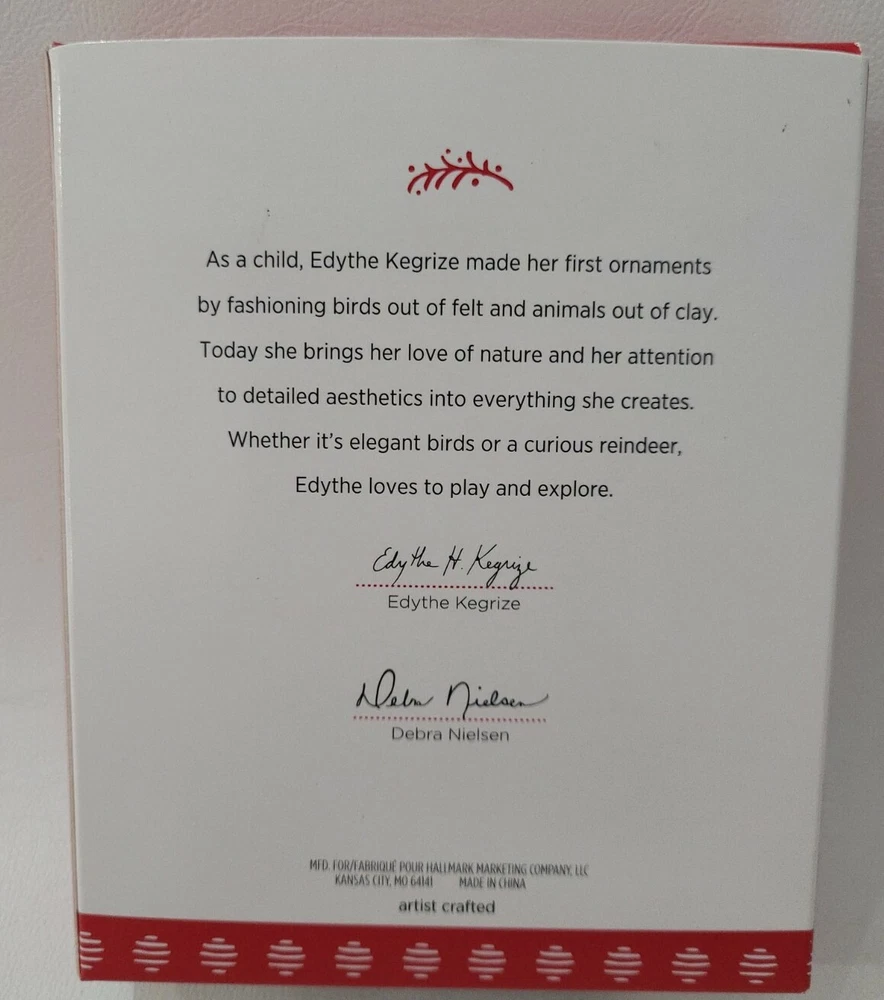 As a child, Edythe Kegrize made her first ornaments
by fashioning birds out of felt and animals out of clay.
Today she brings her love of nature and her attention
to detailed aesthetics into everything she creates.
Whether it's elegant birds or a curious reindeer,
Edythe loves to play and explore.
Edythe H. Kegrize
Edythe Kegrize
Debra Nielsen
Debra Nielsen
MFD. FOR/FABRIQUÉ POUR HALLMARK MARKETING COMPANY, LLC
KANSAS CITY, MO 64141 MADE IN CHINA
artist crafted